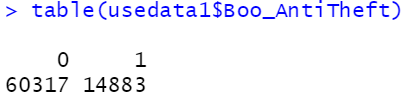 > table(usedata1$Boo_AntiTheft)
0 1
60317 14883